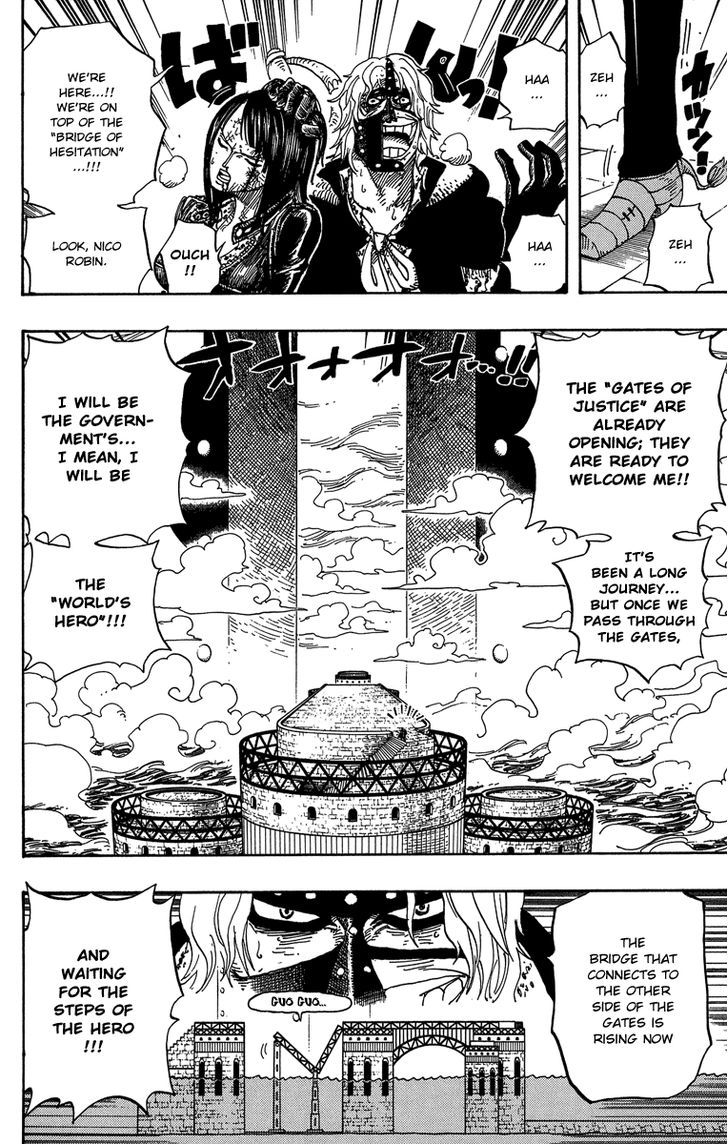 ZEH
...
ZEH
...
カツン!
HAA
...
HAA
...
ばっ!
WE'RE
HERE...!!
WE'RE ON
TOP OF THE
"BRIDGE OF
HESITATION"
...!!!
LOOK, NICO
ROBIN.
OUCH
!!
オオオオオ...!!
THE "GATES OF
JUSTICE" ARE
ALREADY
OPENING; THEY
ARE READY TO
WELCOME ME!!
IT'S
BEEN A LONG
JOURNEY...
BUT ONCE WE
PASS THROUGH
THE GATES,
I WILL BE
THE GOVERN-
MENT'S...
I MEAN, I
WILL BE
THE
"WORLD'S
HERO"!!!
THE
BRIDGE THAT
CONNECTS TO
THE OTHER
SIDE OF THE
GATES IS
RISING NOW
GUO GUO...
AND
WAITING
FOR THE
STEPS OF
THE HERO
!!!